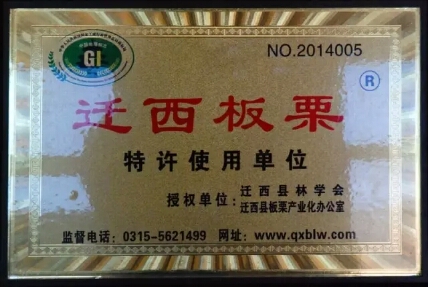 GI
NO.2014005
®
迁西板栗
特许使用单位
授权单位：迁西县林学会
迁西县板栗产业化办公室
监督电话：0315-5621499 网址：www.qxblw.com